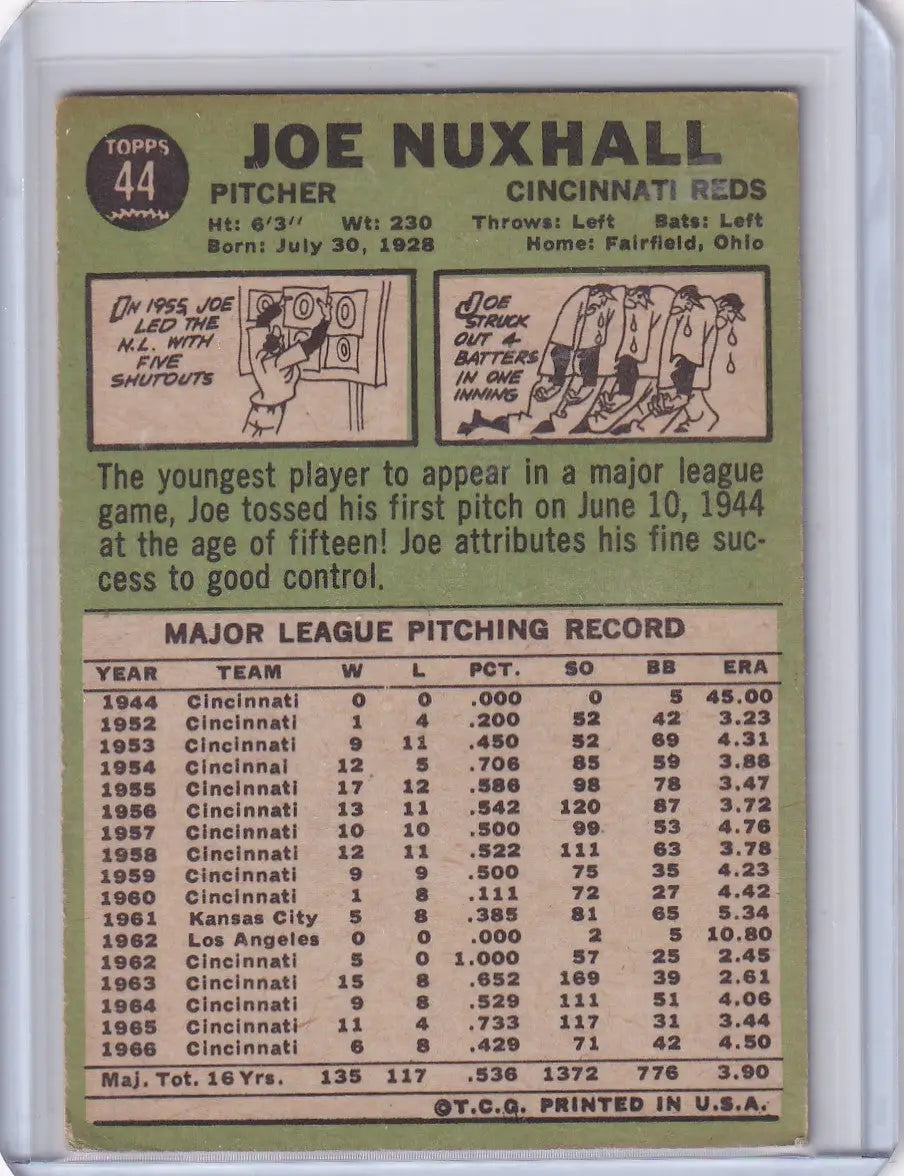 TOPPS
44
JOE NUXHALL
PITCHER CINCINNATI REDS
Ht: 6'3" Wt: 230 Throws: Left Bats: Left
Born: July 30, 1928 Home: Fairfield, Ohio
IN 1955, JOE
LED THE
N.L. WITH
FIVE
SHUTOUTS
0 0 0
0
JOE
STRUCK
OUT 4
BATTERS
IN ONE
INNING
The youngest player to appear in a major league
game, Joe tossed his first pitch on June 10, 1944
at the age of fifteen! Joe attributes his fine suc-
cess to good control.
MAJOR LEAGUE PITCHING RECORD
YEAR TEAM W L PCT. SO BB ERA
1944 Cincinnati 0 0 .000 0 5 45.00
1952 Cincinnati 1 4 .200 52 42 3.23
1953 Cincinnati 9 11 .450 52 69 4.31
1954 Cincinnai 12 5 .706 85 59 3.88
1955 Cincinnati 17 12 .586 98 78 3.47
1956 Cincinnati 13 11 .542 120 87 3.72
1957 Cincinnati 10 10 .500 99 53 4.76
1958 Cincinnati 12 11 .522 111 63 3.78
1959 Cincinnati 9 9 .500 75 35 4.23
1960 Cincinnati 1 8 .111 72 27 4.42
1961 Kansas City 5 8 .385 81 65 5.34
1962 Los Angeles 0 0 .000 2 5 10.80
1962 Cincinnati 5 0 1.000 57 25 2.45
1963 Cincinnati 15 8 .652 169 39 2.61
1964 Cincinnati 9 8 .529 111 51 4.06
1965 Cincinnati 11 4 .733 117 31 3.44
1966 Cincinnati 6 8 .429 71 42 4.50
Maj. Tot. 16 Yrs. 135 117 .536 1372 776 3.90
©T.C.G. PRINTED IN U.S.A.